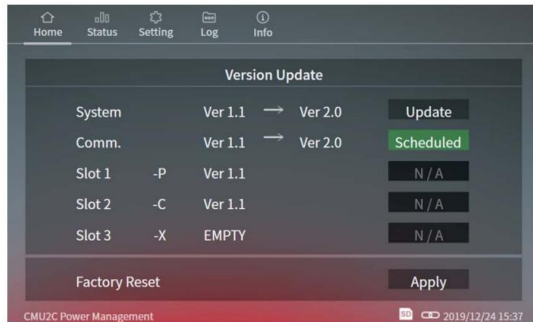 Home Status Setting Log Info
Version Update
System Ver 1.1 → Ver 2.0 Update
Comm. Ver 1.1 → Ver 2.0 Scheduled
Slot 1 -P Ver 1.1 N / A
Slot 2 -C Ver 1.1 N / A
Slot 3 -X EMPTY N / A
Factory Reset Apply
CMU2C Power Management SD 2019/12/24 15:37